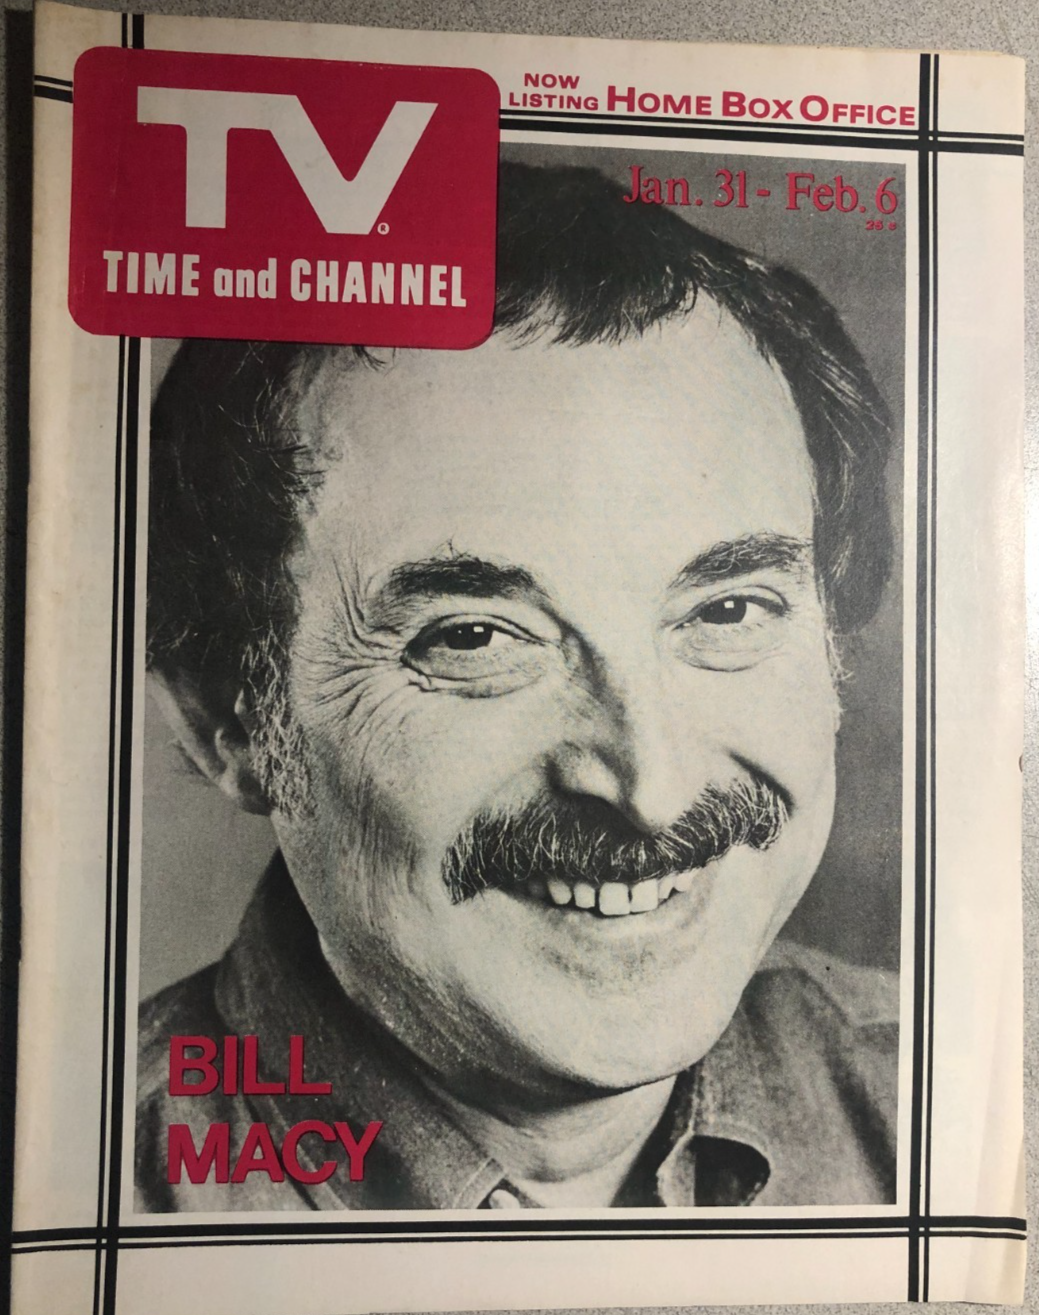 NOW
LISTING HOME BOX OFFICE
TV®
TIME and CHANNEL
Jan. 31 - Feb. 6
BILL
MACY